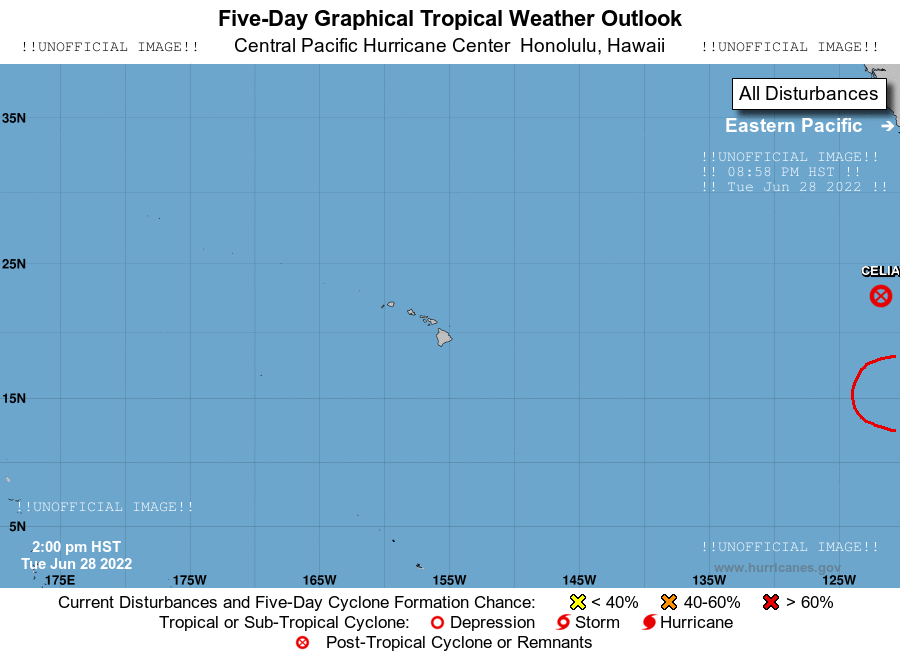 Five-Day Graphical Tropical Weather Outlook
!!UNOFFICIAL IMAGE!! Central Pacific Hurricane Center Honolulu, Hawaii !!UNOFFICIAL IMAGE!!
All Disturbances
35N
Eastern Pacific
!!UNOFFICIAL IMAGE!!
!! 08:58 PM HST !!
!! Tue Jun 28 2022 !!
25N
CELIA
15N
!!UNOFFICIAL IMAGE!!
5N
2:00 pm HST
Tue Jun 28 2022
!!UNOFFICIAL IMAGE!!
www.hurricanes.gov
175E 175W 165W 155W 145W 135W 125W
Current Disturbances and Five-Day Cyclone Formation Chance: < 40% 40-60% > 60%
Tropical or Sub-Tropical Cyclone: Depression Storm Hurricane
Post-Tropical Cyclone or Remnants